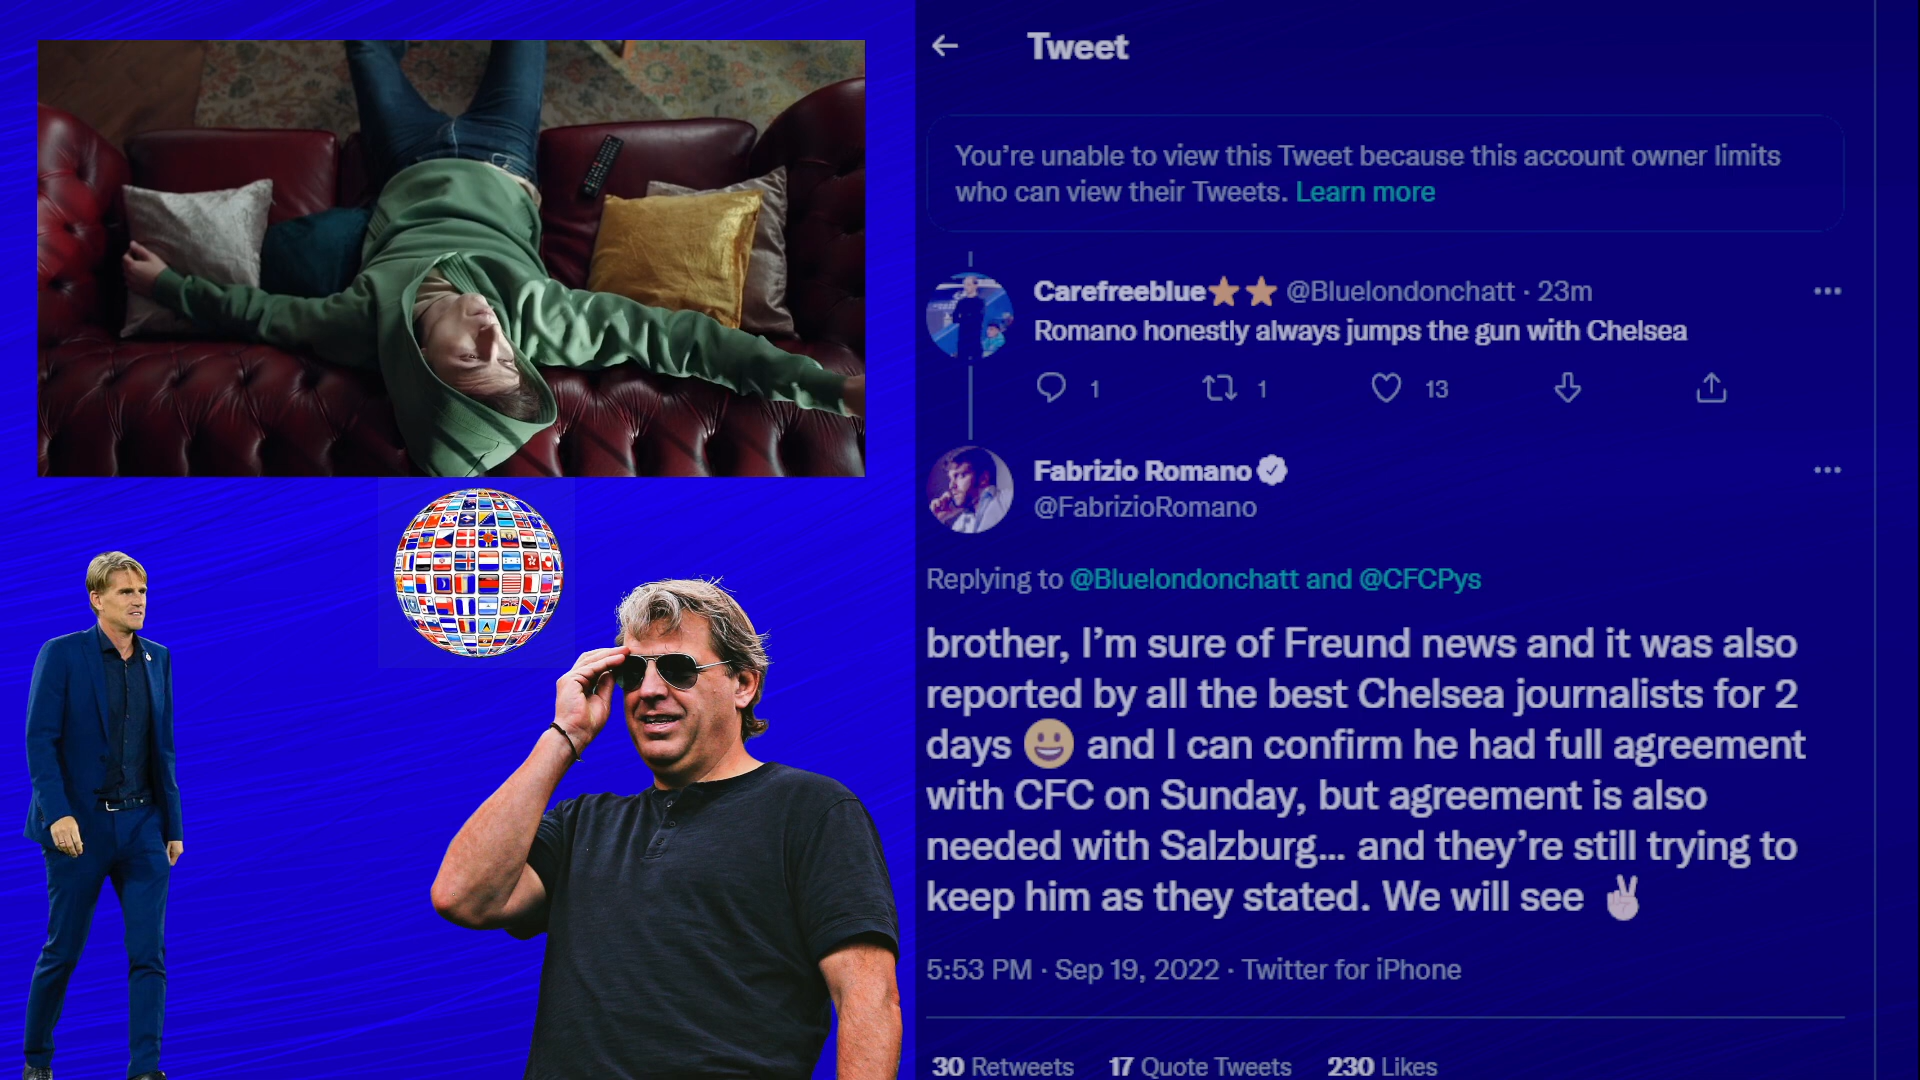 Tweet
You’re unable to view this Tweet because this account owner limits
who can view their Tweets. Learn more
Carefreeblue⭐⭐ @Bluelondonchatt · 23m
Romano honestly always jumps the gun with Chelsea
1 1 13
Fabrizio Romano
@FabrizioRomano
Replying to @Bluelondonchatt and @CFCPys
brother, I’m sure of Freund news and it was also
reported by all the best Chelsea journalists for 2
days 😀 and I can confirm he had full agreement
with CFC on Sunday, but agreement is also
needed with Salzburg... and they’re still trying to
keep him as they stated. We will see ✌
5:53 PM · Sep 19, 2022 · Twitter for iPhone
30 Retweets 17 Quote Tweets 230 Likes